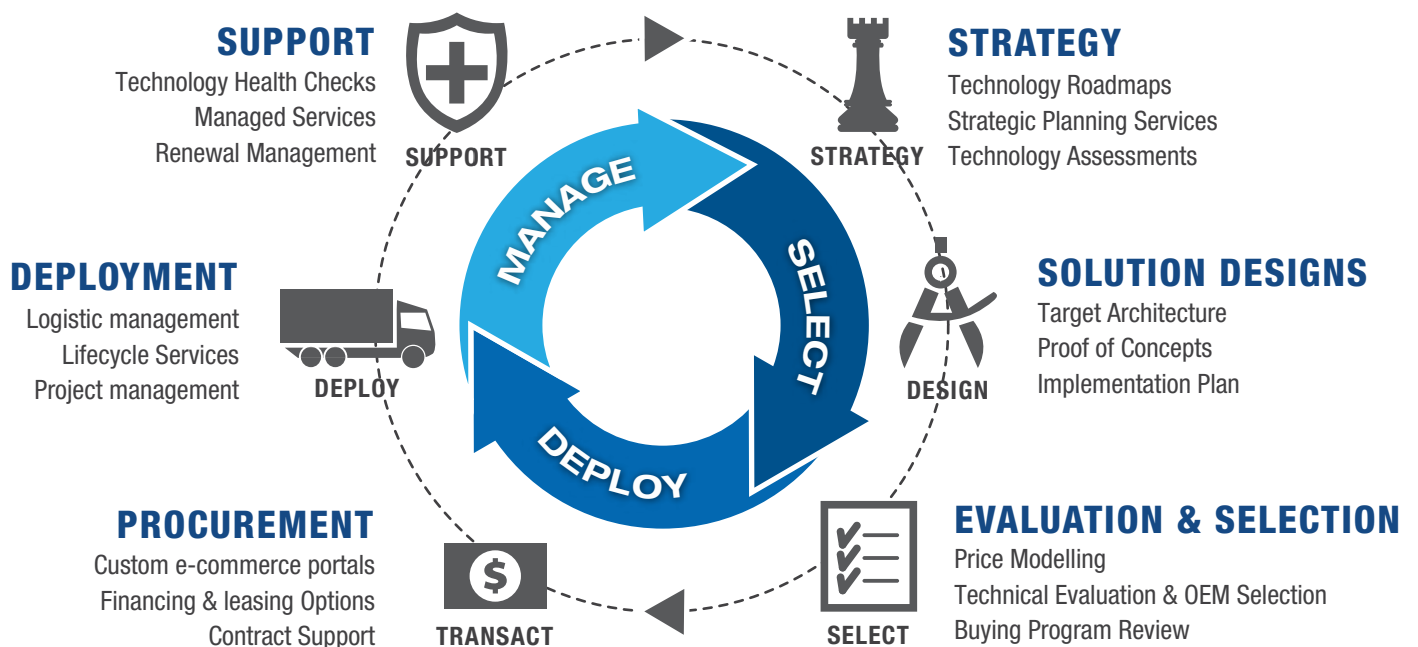 SUPPORT
Technology Health Checks
Managed Services
Renewal Management
SUPPORT
STRATEGY
Technology Roadmaps
Strategic Planning Services
Technology Assessments
STRATEGY
MANAGE
SELECT
DEPLOY
DEPLOYMENT
Logistic management
Lifecycle Services
Project management
DEPLOY
SOLUTION DESIGNS
Target Architecture
Proof of Concepts
Implementation Plan
DESIGN
PROCUREMENT
Custom e-commerce portals
Financing & leasing Options
Contract Support
$
TRANSACT
EVALUATION & SELECTION
Price Modelling
Technical Evaluation & OEM Selection
Buying Program Review
SELECT